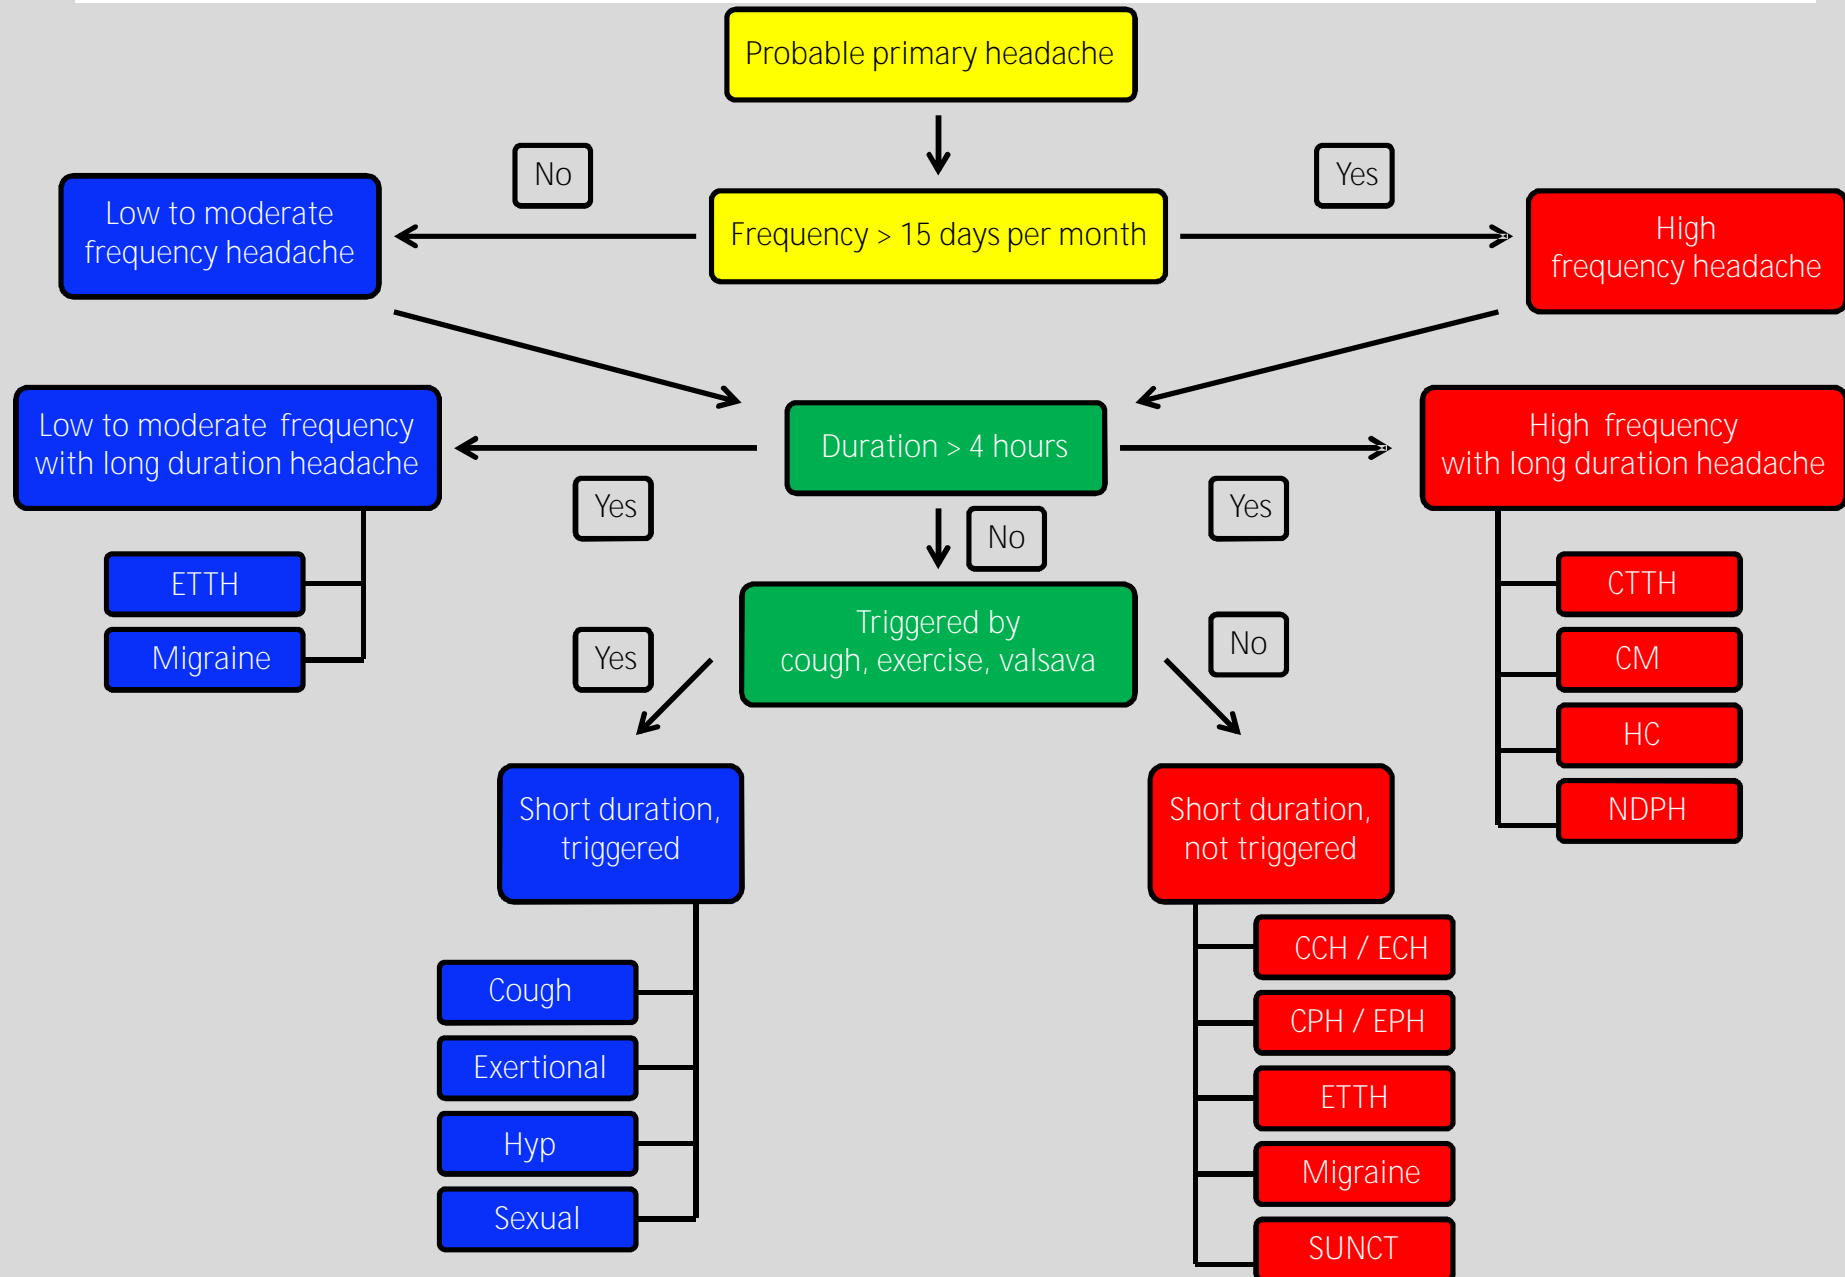 Probable primary headache
No
Yes
Low to moderate
frequency headache
Frequency > 15 days per month
High
frequency headache
Low to moderate frequency
with long duration headache
Duration > 4 hours
High frequency
with long duration headache
Yes
No
Yes
ETTH
Migraine
Triggered by
cough, exercise, valsava
Yes
No
CTTH
CM
HC
NDPH
Short duration,
triggered
Short duration,
not triggered
Cough
Exertional
Hyp
Sexual
CCH / ECH
CPH / EPH
ETTH
Migraine
SUNCT